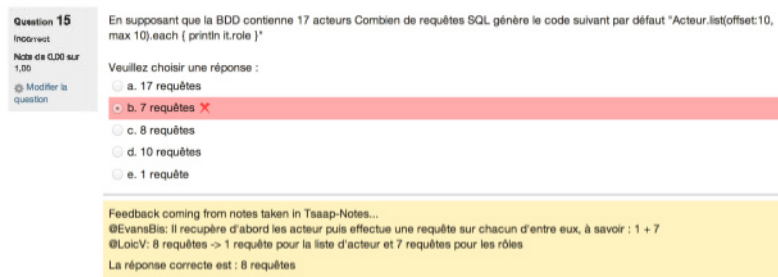 Question 15
Incorrect
Note de 0,00 sur
1,00
Modifier la
question
En supposant que la BDD contienne 17 acteurs Combien de requêtes SQL génère le code suivant par défaut "Acteur.list(offset:10,
max 10).each { println it.role }"
Veuillez choisir une réponse :
a. 17 requêtes
b. 7 requêtes
c. 8 requêtes
d. 10 requêtes
e. 1 requête
Feedback coming from notes taken in Tsaap-Notes...
@EvansBis: Il recupère d'abord les acteur puis effectue une requête sur chacun d'entre eux, à savoir : 1 + 7
@LoicV: 8 requêtes -> 1 requête pour la liste d'acteur et 7 requêtes pour les rôles
La réponse correcte est : 8 requêtes